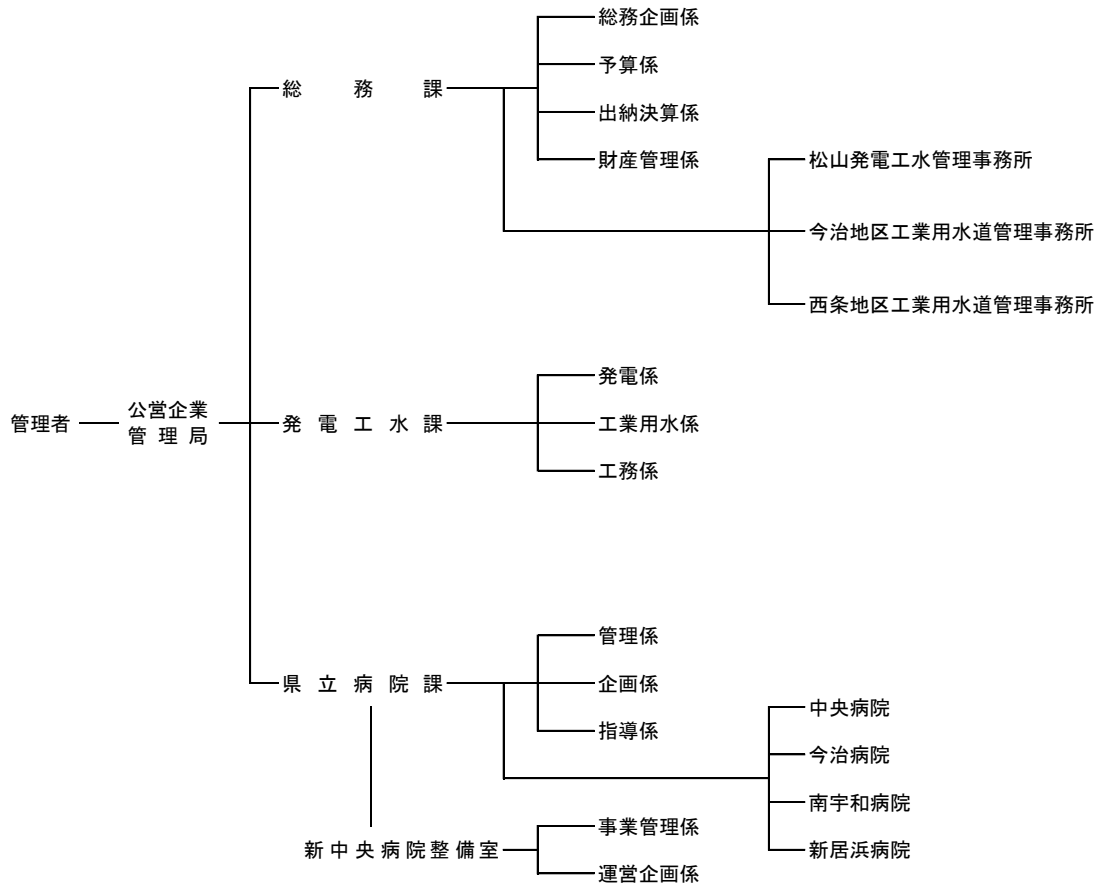 総務企画係
予算係
総務課
出納決算係
財産管理係
松山発電工水管理事務所
今治地区工業用水道管理事務所
西条地区工業用水道管理事務所
発電係
管理者
公営企業
管理局
発電工水課
工業用水係
工務係
管理係
県立病院課
企画係
指導係
中央病院
今治病院
南宇和病院
新居浜病院
新中央病院整備室
事業管理係
運営企画係